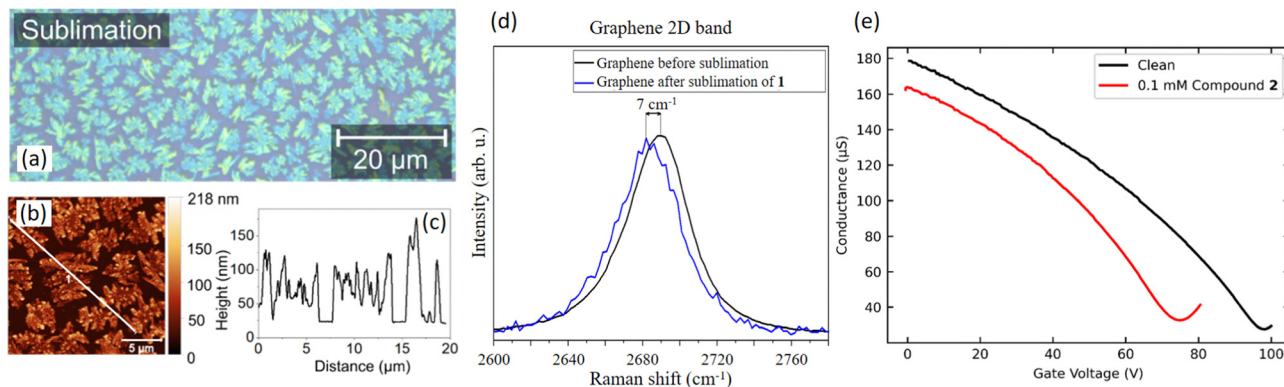 Sublimation
20 µm
(a)
(b)
218 nm
150
100
50
0
5 µm
1
(c)
Height (nm)
150
100
50
0
0 5 10 15 20
Distance (µm)
(d)
Graphene 2D band
Graphene before sublimation
Graphene after sublimation of 1
7 cm⁻¹
Intensity (arb. u.)
2600 2640 2680 2720 2760
Raman shift (cm⁻¹)
(e)
Clean
0.1 mM Compound 2
Conductance (µS)
180
160
140
120
100
80
60
40
0 20 40 60 80 100
Gate Voltage (V)